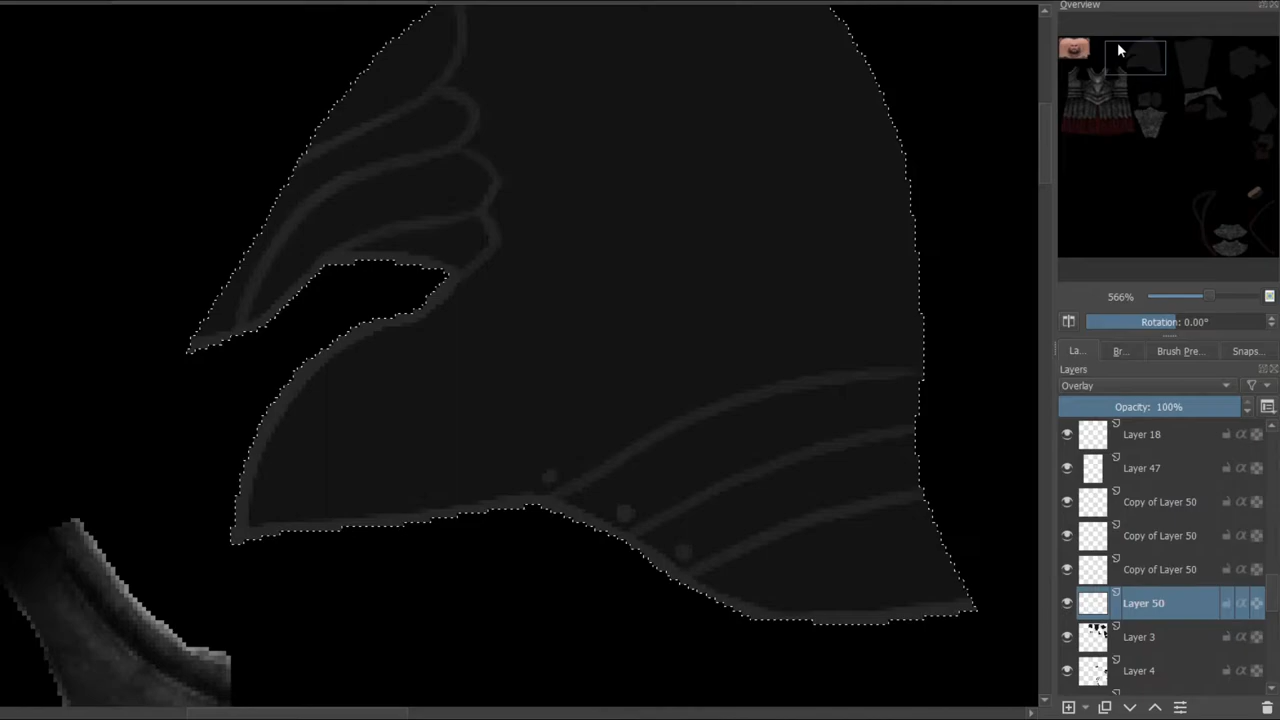 Overview
566%
Rotation: 0.00°
La...
Br...
Brush Pre...
Snaps...
Layers
Overlay
Opacity: 100%
Layer 18
Layer 47
Copy of Layer 50
Copy of Layer 50
Copy of Layer 50
Layer 50
Layer 3
Layer 4